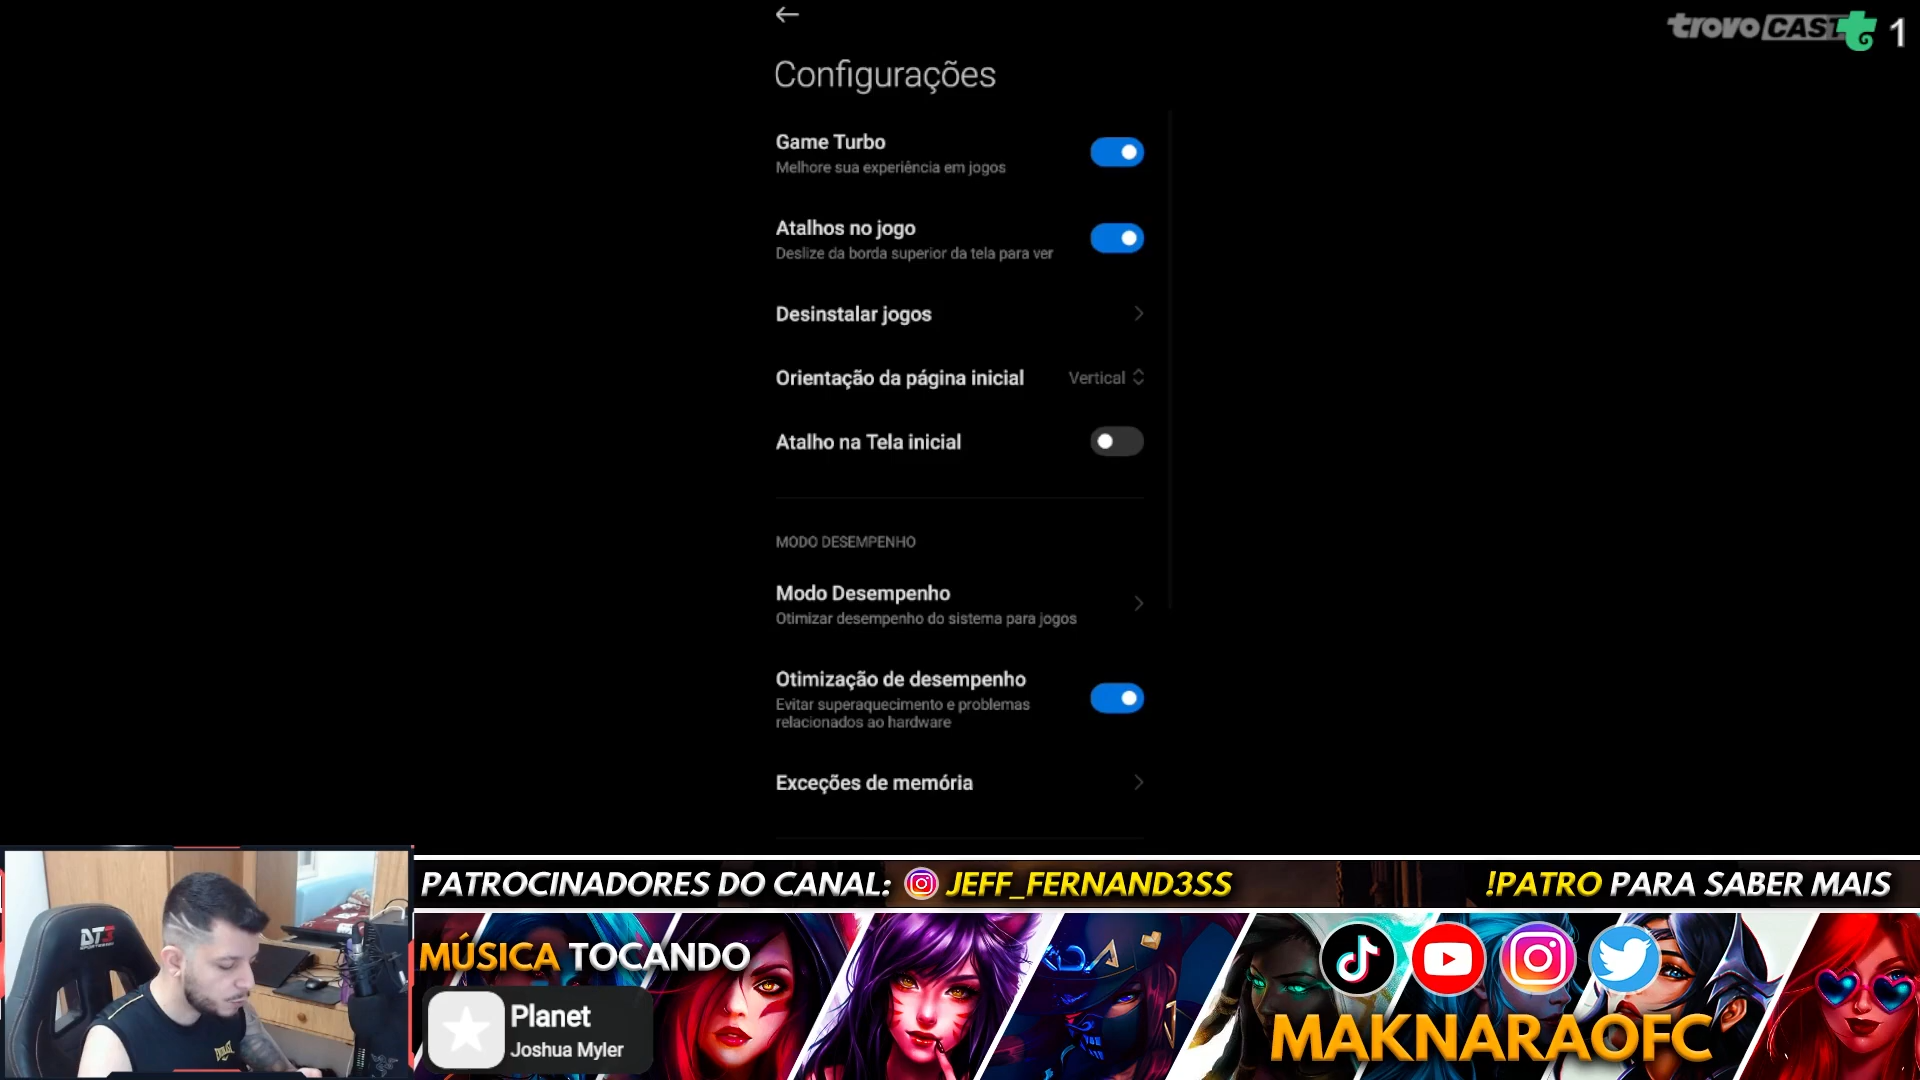 trovo CAST 1
Configurações
Game Turbo
Melhore sua experiência em jogos
Atalhos no jogo
Deslize da borda superior da tela para ver
Desinstalar jogos
Orientação da página inicial Vertical
Atalho na Tela inicial
MODO DESEMPENHO
Modo Desempenho
Otimizar desempenho do sistema para jogos
Otimização de desempenho
Evitar superaquecimento e problemas
relacionados ao hardware
Exceções de memória
PATROCINADORES DO CANAL: JEFF_FERNAND3SS !PATRO PARA SABER MAIS
DT3
MÚSICA TOCANDO
Planet
Joshua Myler
MAKNARAOFC
EVERLAST